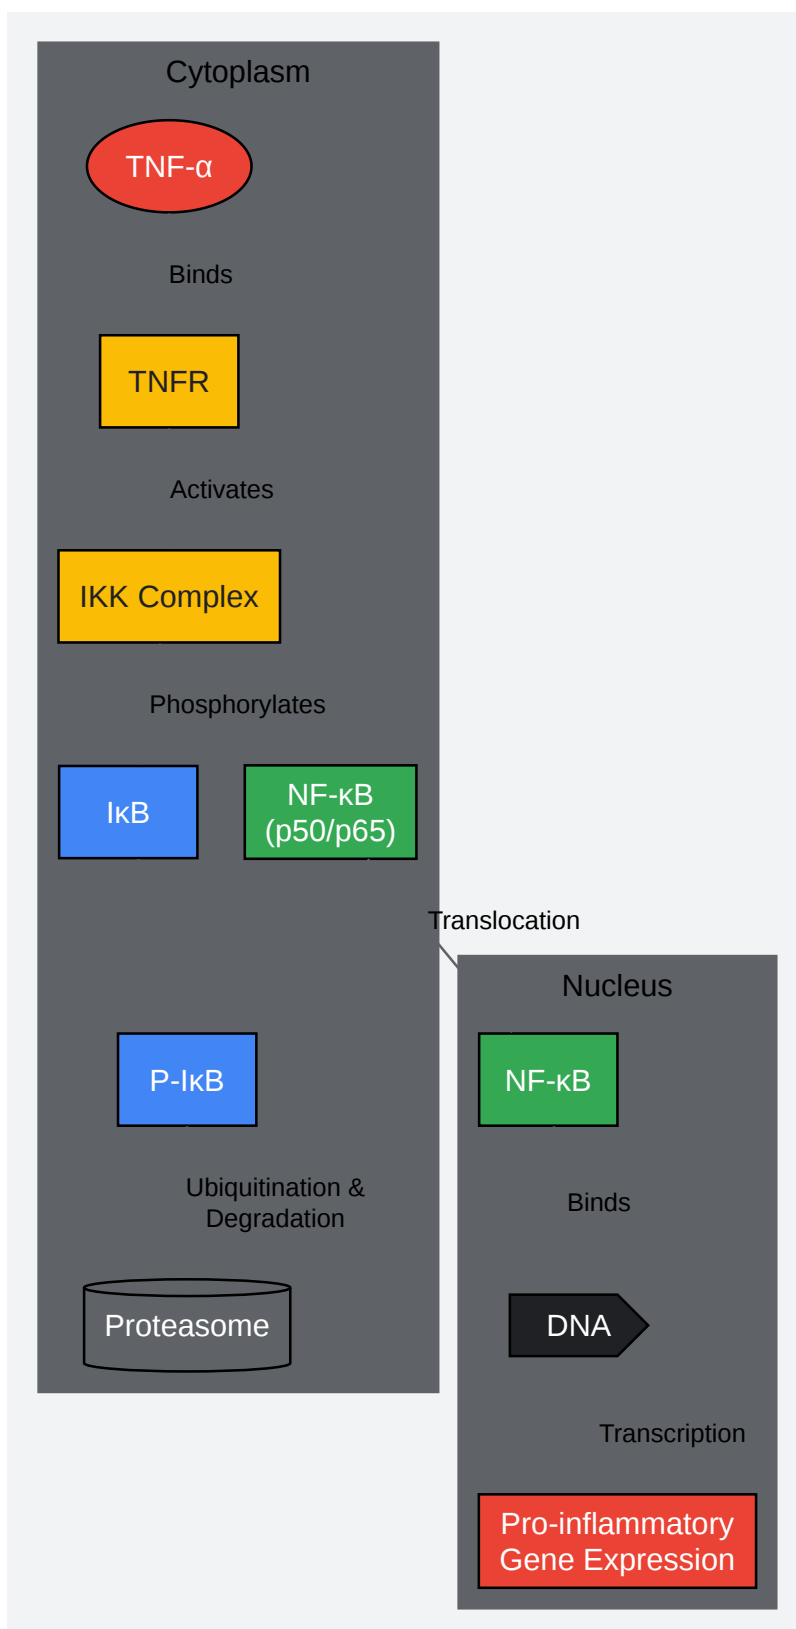 Cytoplasm
TNF-α
Binds
TNFR
Activates
IKK Complex
Phosphorylates
IκB
NF-κB
(p50/p65)
Translocation
Nucleus
P-IκB
NF-κB
Ubiquitination &
Degradation
Binds
Proteasome
DNA
Transcription
Pro-inflammatory
Gene Expression